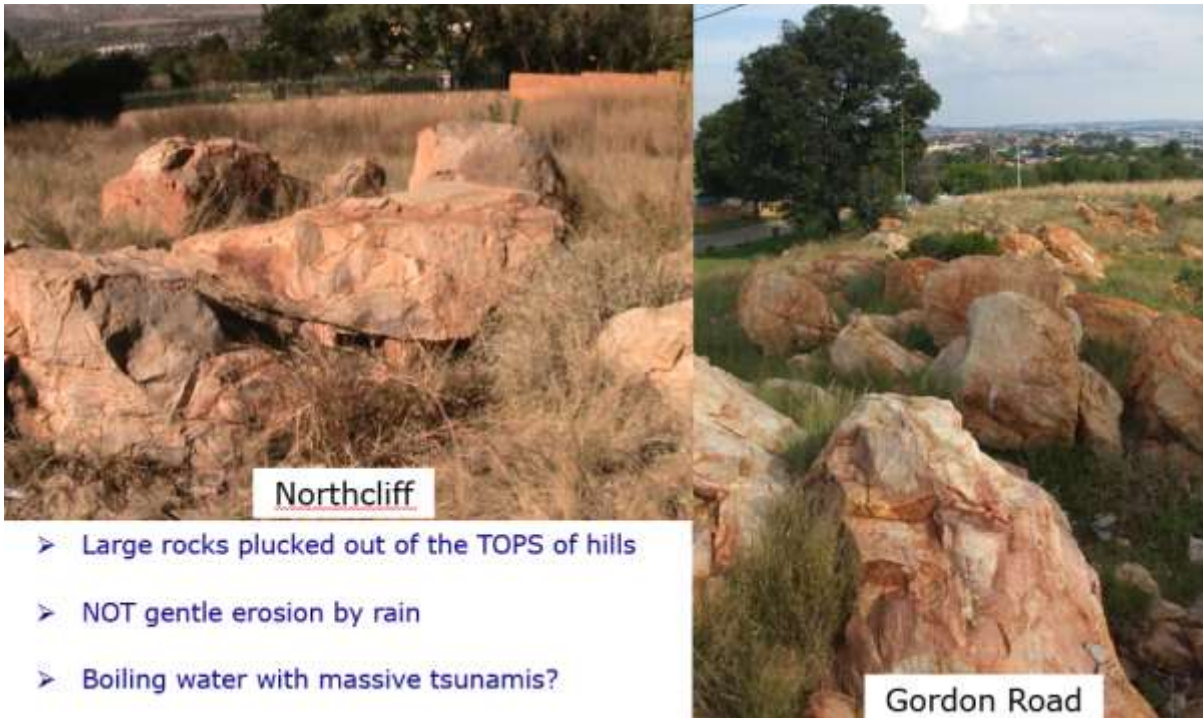 Northcliff
➢ Large rocks plucked out of the TOPS of hills
➢ NOT gentle erosion by rain
➢ Boiling water with massive tsunamis?
Gordon Road